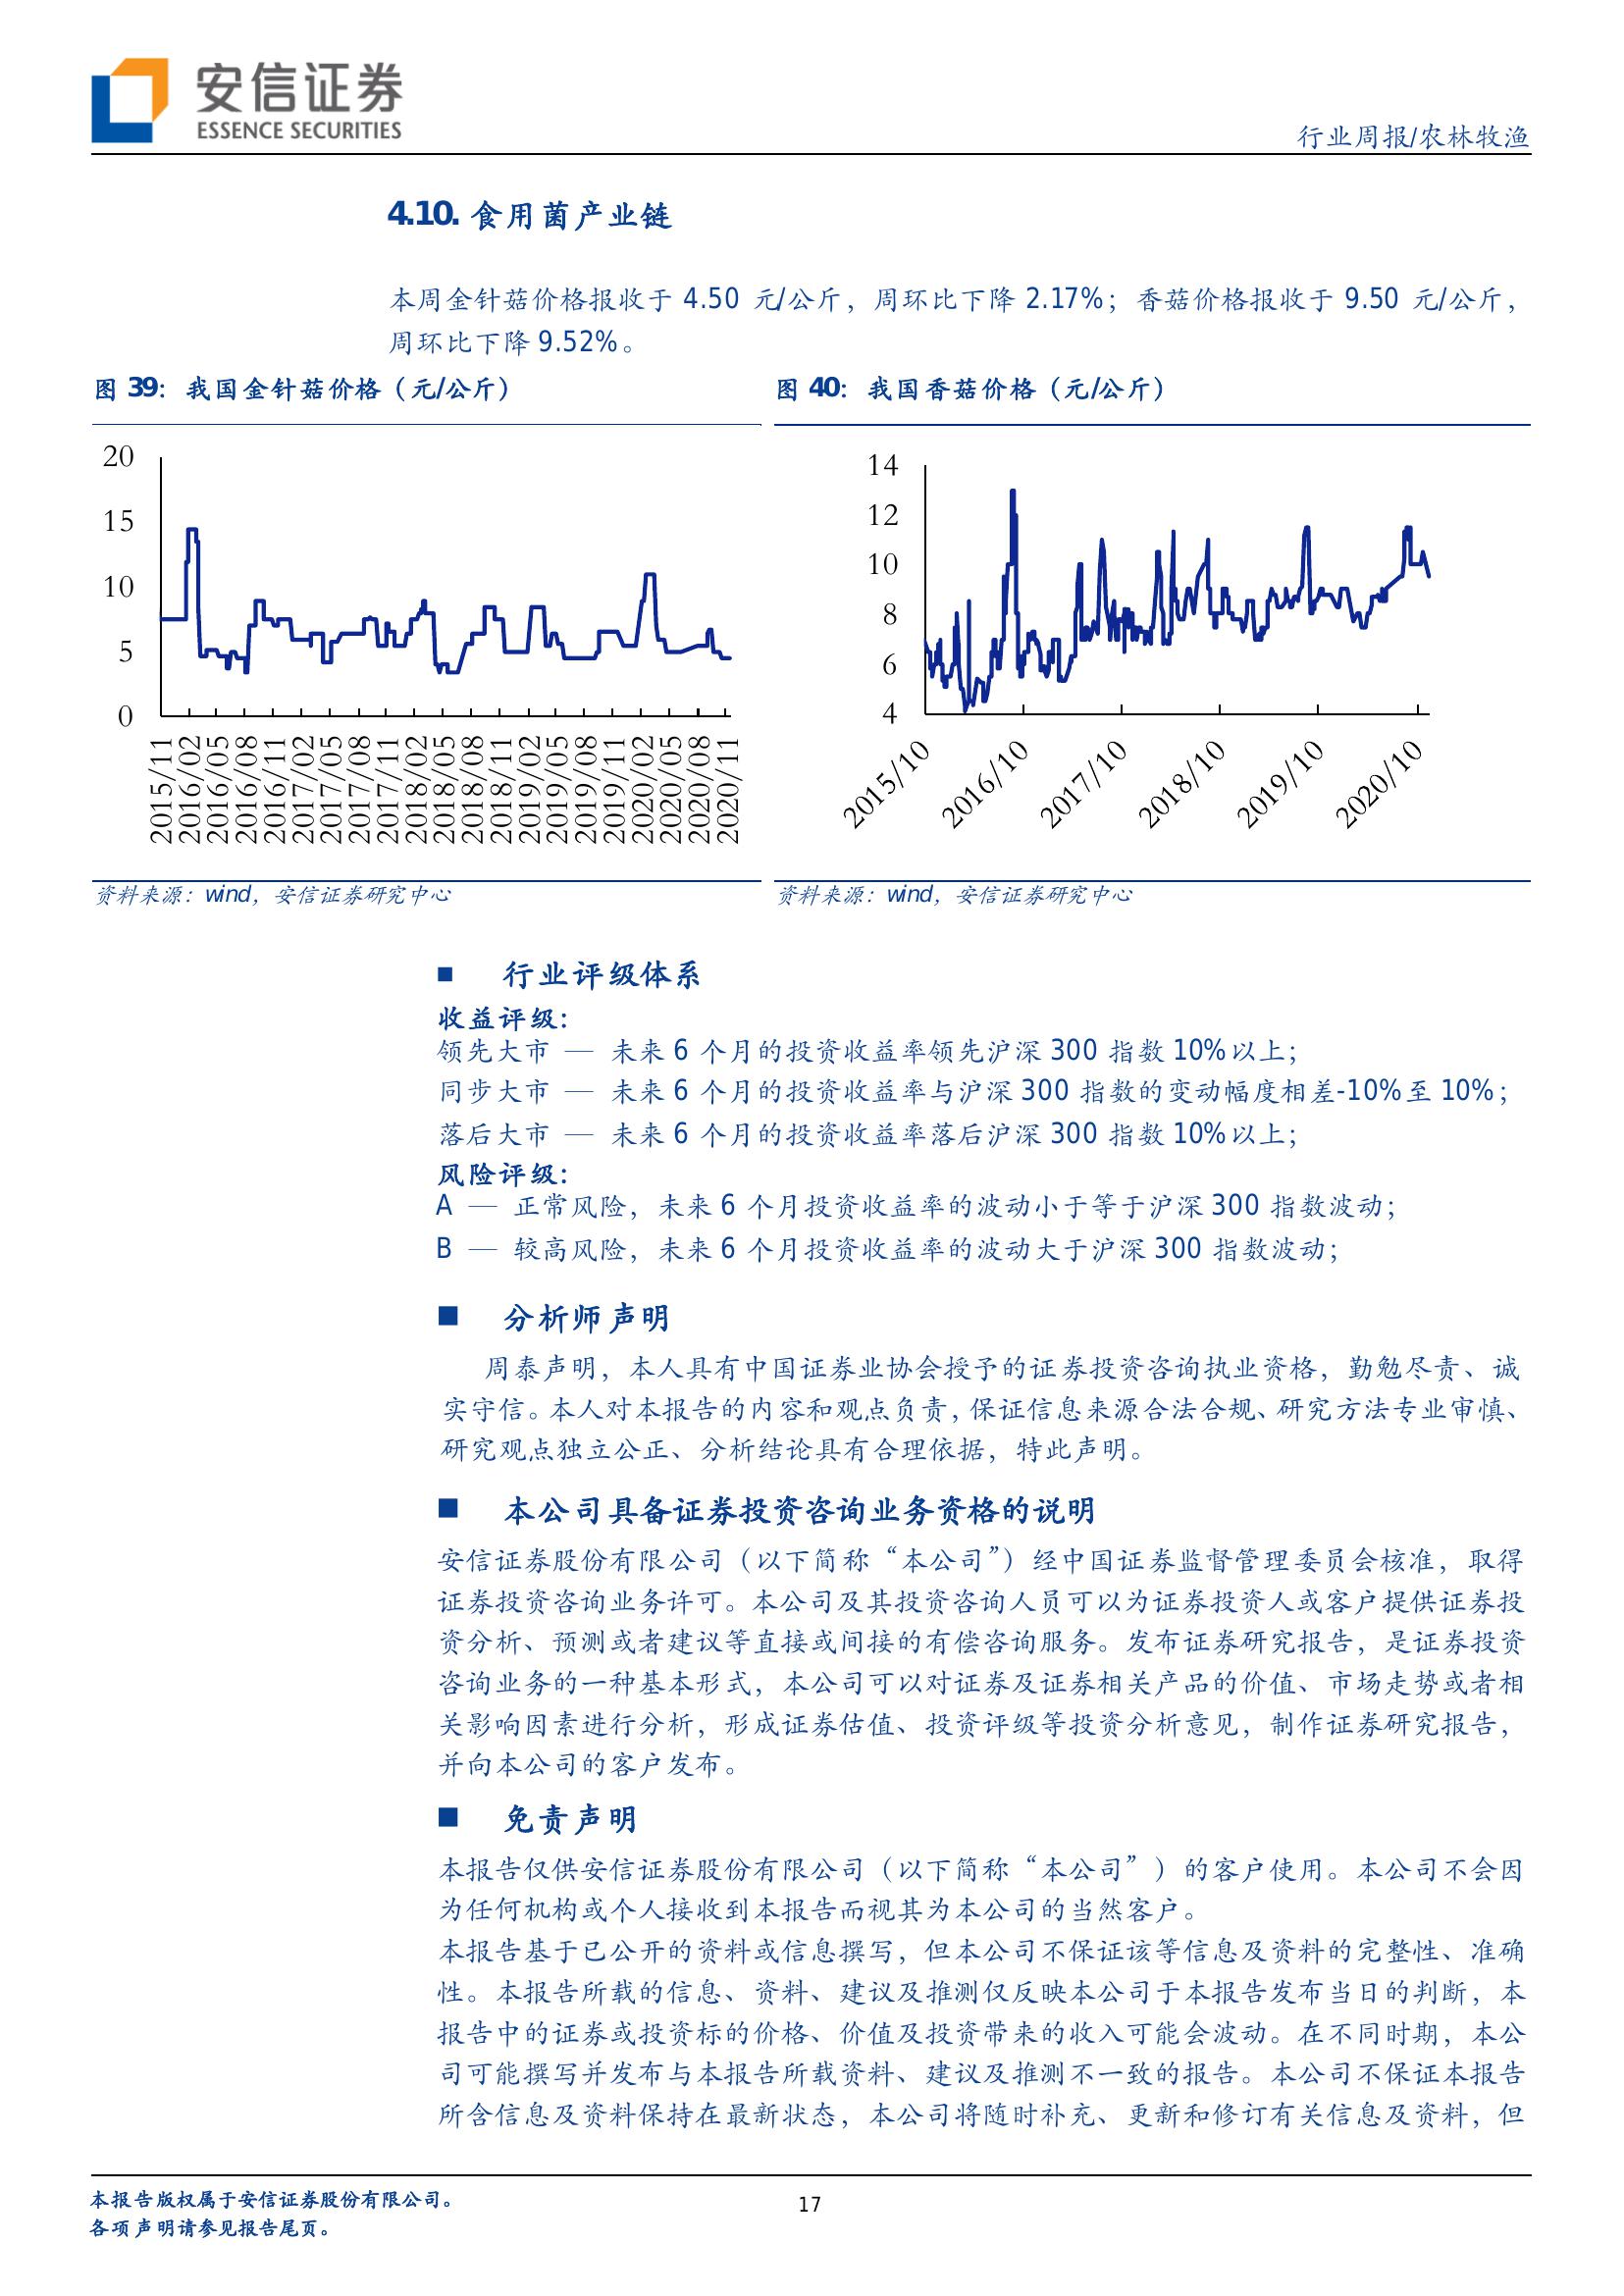 安信证券
ESSENCE SECURITIES
行业周报/农林牧渔
4.10. 食用菌产业链
本周金针菇价格报收于 4.50 元/公斤，周环比下降 2.17%；香菇价格报收于 9.50 元/公斤，
周环比下降 9.52%。
图 39：我国金针菇价格（元/公斤）
20
15
10
5
0
2015/11
2016/02
2016/05
2016/08
2016/11
2017/02
2017/05
2017/08
2017/11
2018/02
2018/05
2018/08
2018/11
2019/02
2019/05
2019/08
2019/11
2020/02
2020/05
2020/08
2020/11
资料来源：wind，安信证券研究中心
图 40：我国香菇价格（元/公斤）
14
12
10
8
6
4
2015/10
2016/10
2017/10
2018/10
2019/10
2020/10
资料来源：wind，安信证券研究中心
■ 行业评级体系
收益评级：
领先大市 — 未来 6 个月的投资收益率领先沪深 300 指数 10%以上；
同步大市 — 未来 6 个月的投资收益率与沪深 300 指数的变动幅度相差-10%至 10%；
落后大市 — 未来 6 个月的投资收益率落后沪深 300 指数 10%以上；
风险评级：
A — 正常风险，未来 6 个月投资收益率的波动小于等于沪深 300 指数波动；
B — 较高风险，未来 6 个月投资收益率的波动大于沪深 300 指数波动；
■ 分析师声明
周泰声明，本人具有中国证券业协会授予的证券投资咨询执业资格，勤勉尽责、诚
实守信。本人对本报告的内容和观点负责，保证信息来源合法合规、研究方法专业审慎、
研究观点独立公正、分析结论具有合理依据，特此声明。
■ 本公司具备证券投资咨询业务资格的说明
安信证券股份有限公司（以下简称“本公司”）经中国证券监督管理委员会核准，取得
证券投资咨询业务许可。本公司及其投资咨询人员可以为证券投资人或客户提供证券投
资分析、预测或者建议等直接或间接的有偿咨询服务。发布证券研究报告，是证券投资
咨询业务的一种基本形式，本公司可以对证券及证券相关产品的价值、市场走势或者相
关影响因素进行分析，形成证券估值、投资评级等投资分析意见，制作证券研究报告，
并向本公司的客户发布。
■ 免责声明
本报告仅供安信证券股份有限公司（以下简称“本公司”）的客户使用。本公司不会因
为任何机构或个人接收到本报告而视其为本公司的当然客户。
本报告基于已公开的资料或信息撰写，但本公司不保证该等信息及资料的完整性、准确
性。本报告所载的信息、资料、建议及推测仅反映本公司于本报告发布当日的判断，本
报告中的证券或投资标的价格、价值及投资带来的收入可能会波动。在不同时期，本公
司可能撰写并发布与本报告所载资料、建议及推测不一致的报告。本公司不保证本报告
所含信息及资料保持在最新状态，本公司将随时补充、更新和修订有关信息及资料，但
本报告版权属于安信证券股份有限公司。
各项声明请参见报告尾页。
17